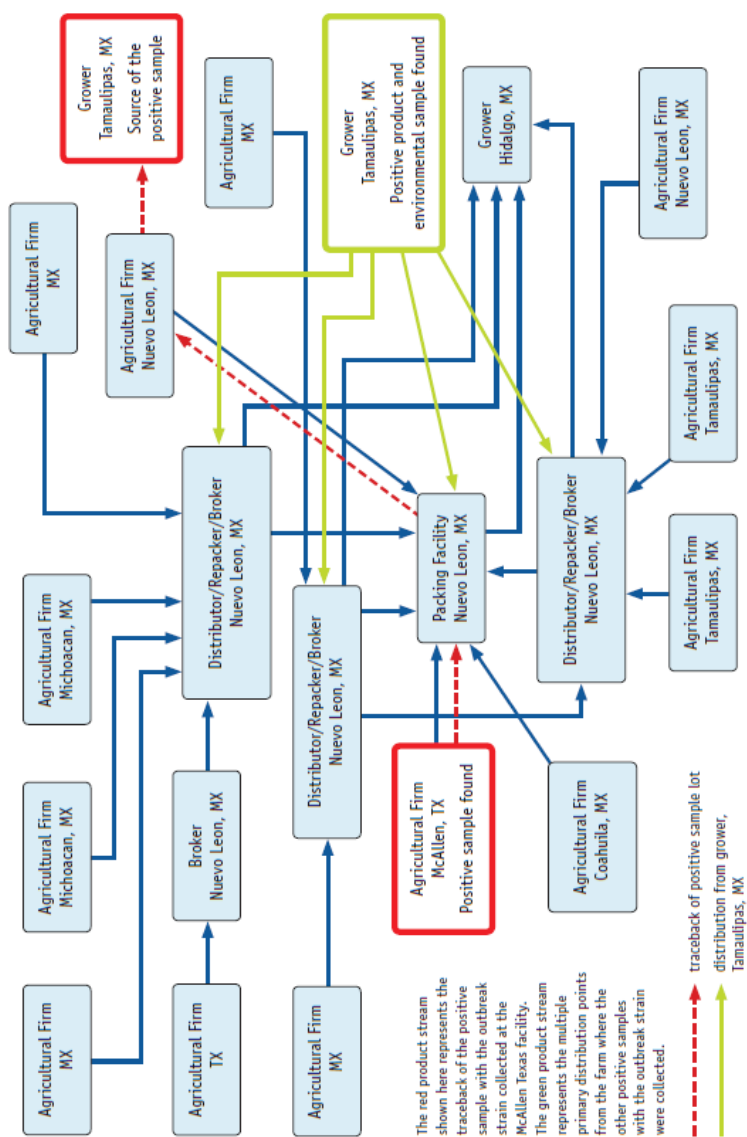 Agricultural Firm
MX
Agricultural Firm
Michoacan, MX
Agricultural Firm
Michoacan, MX
Agricultural Firm
MX
Grower
Tamaulipas, MX
Source of the
positive sample
Agricultural Firm
Nuevo Leon, MX
Agricultural Firm
TX
Broker
Nuevo Leon, MX
Distributor/Repacker/Broker
Nuevo Leon, MX
Agricultural Firm
MX
Agricultural Firm
MX
Distributor/Repacker/Broker
Nuevo Leon, MX
Grower
Tamaulipas, MX
Positive product and
environmental sample found
Agricultural Firm
McAllen, TX
Positive sample found
Packing Facility
Nuevo Leon, MX
Grower
Hidalgo, MX
Agricultural Firm
Coahuila, MX
Distributor/Repacker/Broker
Nuevo Leon, MX
Agricultural Firm
Tamaulipas, MX
Agricultural Firm
Tamaulipas, MX
Agricultural Firm
Nuevo Leon, MX
The red product stream
shown here represents the
traceback of the positive
sample with the outbreak
strain collected at the
McAllen Texas facility.
The green product stream
represents the multiple
primary distribution points
from the farm where the
other positive samples
with the outbreak strain
were collected.
traceback of positive sample lot
distribution from grower,
Tamaulipas, MX